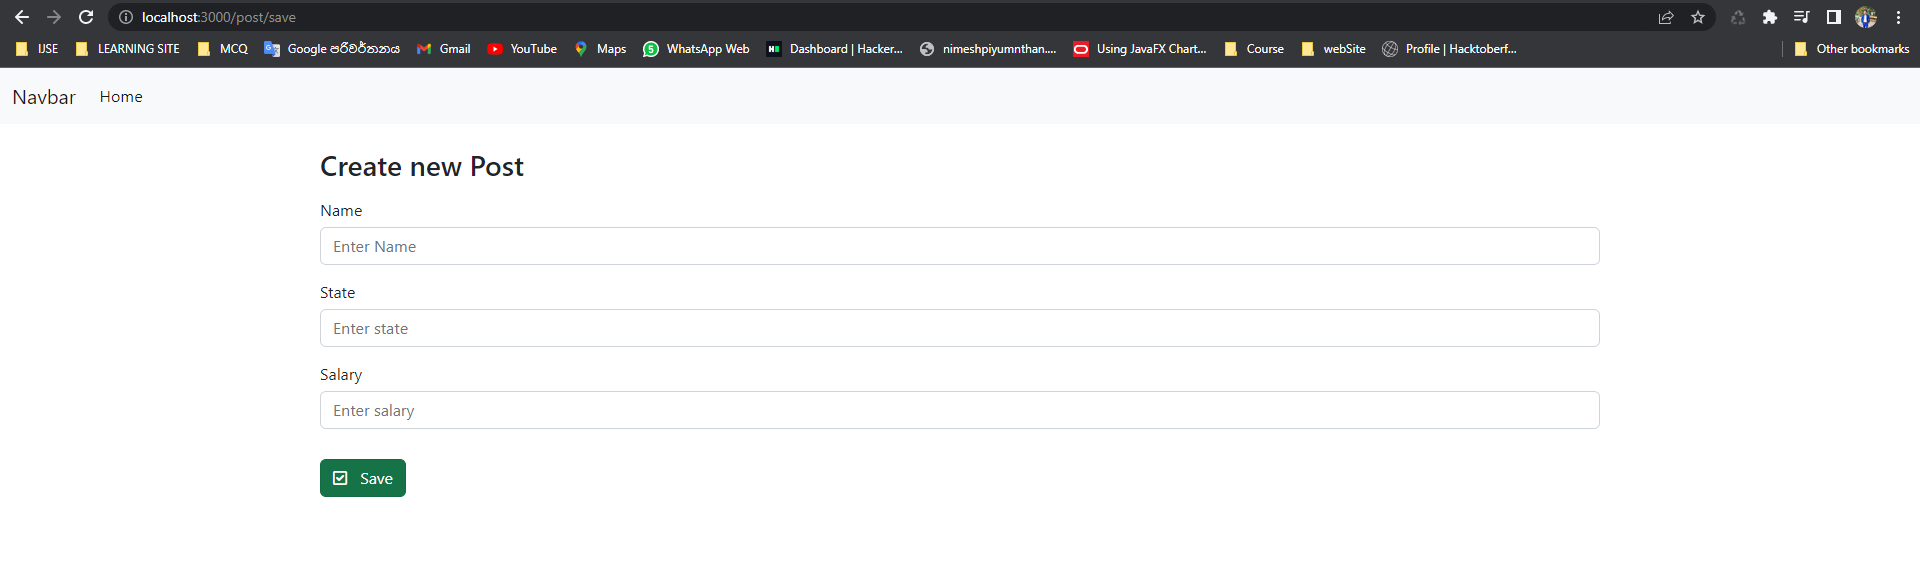 localhost:3000/post/save
IJSE LEARNING SITE MCQ Google පරිවර්තනය Gmail YouTube Maps WhatsApp Web Dashboard | Hacker... nimeshpiyumnthan.... Using JavaFX Chart... Course webSite Profile | Hacktoberf... Other bookmarks
Navbar Home
Create new Post
Name
Enter Name
State
Enter state
Salary
Enter salary
Save